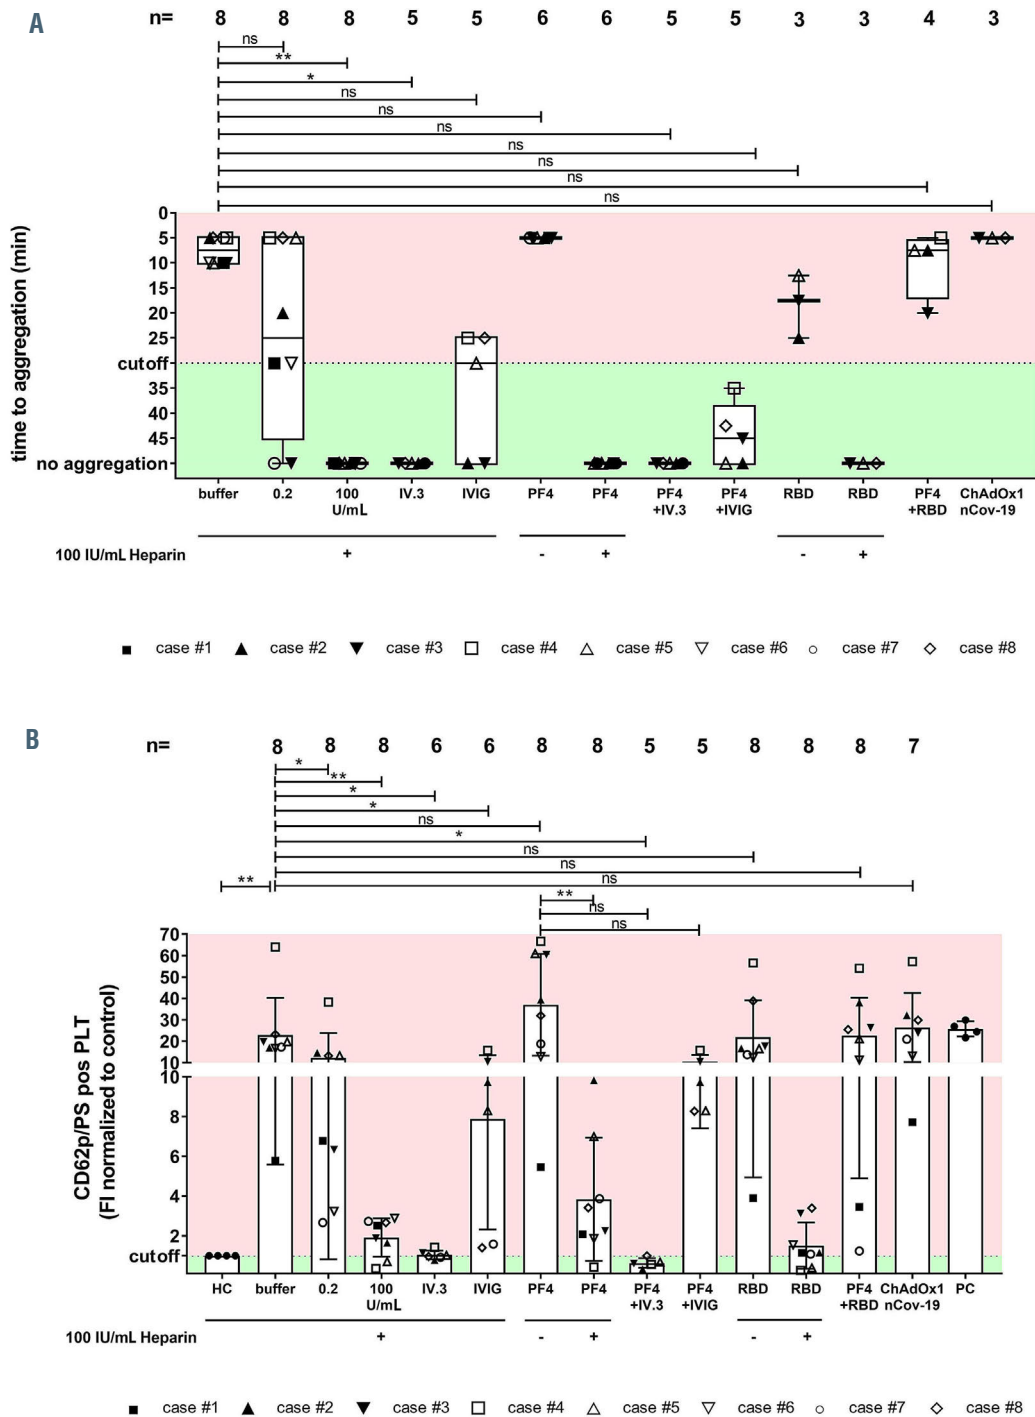 A
n= 8 8 8 5 5 6 6 5 5 3 3 4 3
ns
**
*
ns
ns
ns
ns
ns
ns
ns
time to aggregation (min)
0
5
10
15
20
25
cutoff
35
40
45
no aggregation
buffer 0.2 100 IV.3 IVIG PF4 PF4 PF4 PF4 RBD RBD PF4 ChAdOx1
U/mL +IV.3 +IVIG +RBD nCov-19
100 IU/mL Heparin + - + - +
case #1 case #2 case #3 case #4 case #5 case #6 case #7 case #8
B
n= 8 8 8 6 6 8 8 5 5 8 8 8 7
*
**
*
*
ns
*
ns
ns
ns
**
**
ns
ns
CD62p/PS pos PLT
(FI normalized to control)
70
60
50
40
30
20
10
10
8
6
4
2
cutoff
HC buffer 0.2 100 IV.3 IVIG PF4 PF4 PF4 PF4 RBD RBD PF4 ChAdOx1 PC
U/mL +IV.3 +IVIG +RBD nCov-19
100 IU/mL Heparin + - + - +
case #1 case #2 case #3 case #4 case #5 case #6 case #7 case #8